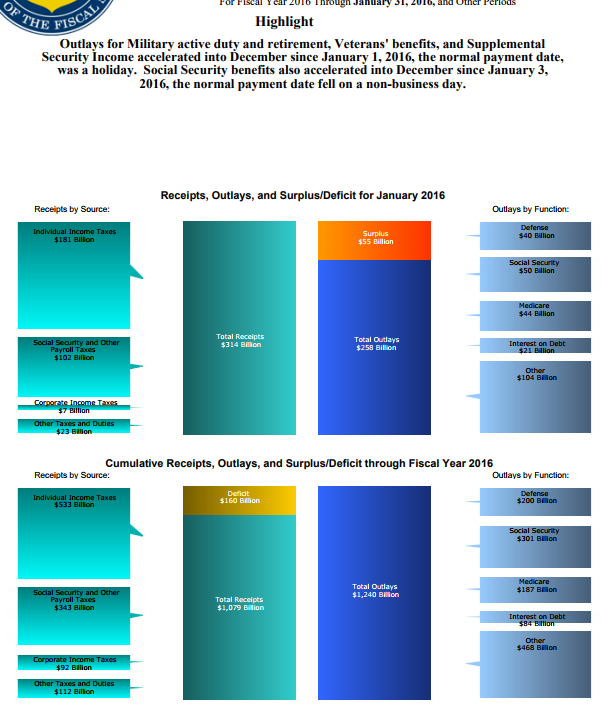 OF THE FISCAL
For Fiscal Year 2016 Through January 31, 2016, and Other Periods
Highlight
Outlays for Military active duty and retirement, Veterans' benefits, and Supplemental
Security Income accelerated into December since January 1, 2016, the normal payment date,
was a holiday. Social Security benefits also accelerated into December since January 3,
2016, the normal payment date fell on a non-business day.
Receipts, Outlays, and Surplus/Deficit for January 2016
Receipts by Source:
Outlays by Function:
Individual Income Taxes
$181 Billion
Social Security and Other
Payroll Taxes
$102 Billion
Corporate Income Taxes
$7 Billion
Other Taxes and Duties
$23 Billion
Total Receipts
$314 Billion
Surplus
$55 Billion
Total Outlays
$258 Billion
Defense
$40 Billion
Social Security
$50 Billion
Medicare
$44 Billion
Interest on Debt
$21 Billion
Other
$104 Billion
Cumulative Receipts, Outlays, and Surplus/Deficit through Fiscal Year 2016
Receipts by Source:
Outlays by Function:
Individual Income Taxes
$533 Billion
Social Security and Other
Payroll Taxes
$343 Billion
Corporate Income Taxes
$92 Billion
Other Taxes and Duties
$112 Billion
Deficit
$160 Billion
Total Receipts
$1,079 Billion
Total Outlays
$1,240 Billion
Defense
$200 Billion
Social Security
$301 Billion
Medicare
$187 Billion
Interest on Debt
$84 Billion
Other
$468 Billion